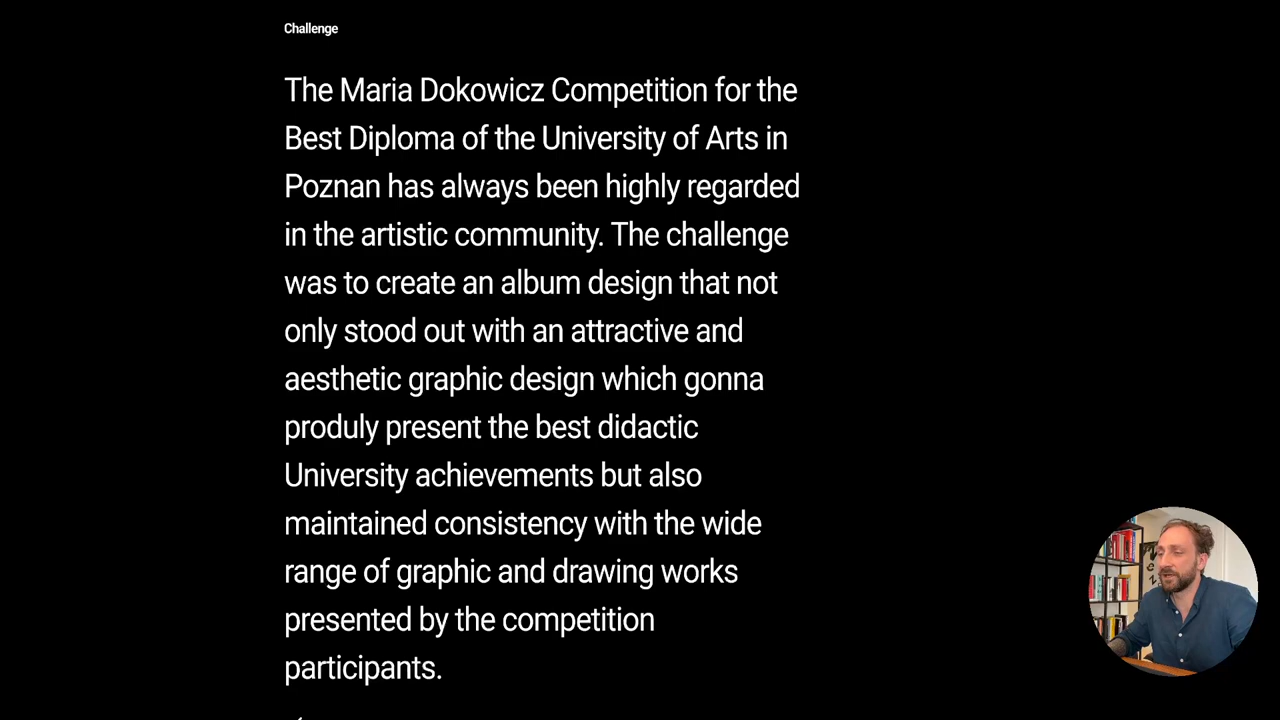 Challenge
The Maria Dokowicz Competition for the
Best Diploma of the University of Arts in
Poznan has always been highly regarded
in the artistic community. The challenge
was to create an album design that not
only stood out with an attractive and
aesthetic graphic design which gonna
produly present the best didactic
University achievements but also
maintained consistency with the wide
range of graphic and drawing works
presented by the competition
participants.